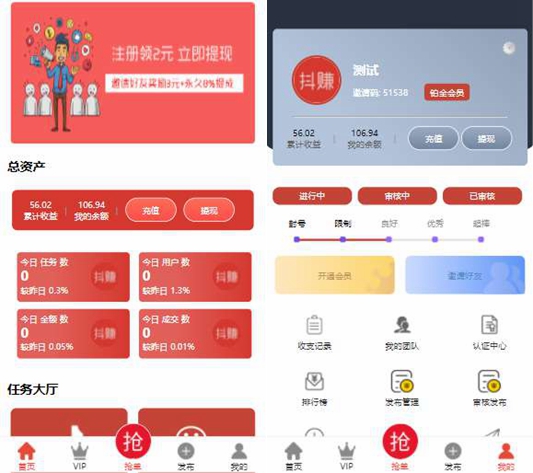 注册领2元 立即提现
邀请好友奖励3元+永久8%提成
总资产
56.02
累计收益
106.94
我的余额
充值
提现
今日 任务 数
0
较昨日 0.3%
抖赚
今日 用户 数
0
较昨日 1.3%
抖赚
今日 金额 数
0
较昨日 0.05%
抖赚
今日 成交 数
0
较昨日 0.01%
抖赚
任务大厅
首页
VIP
抢
抢单
发布
我的
抖赚
测试
邀请码: 51538
铂金会员
56.02
累计收益
106.94
我的余额
充值
提现
进行中
审核中
已审核
封号
限制
良好
优秀
超棒
开通会员
邀请好友
收支记录
我的团队
认证中心
排行榜
发布管理
审核发布
首页
VIP
抢
抢单
发布
我的